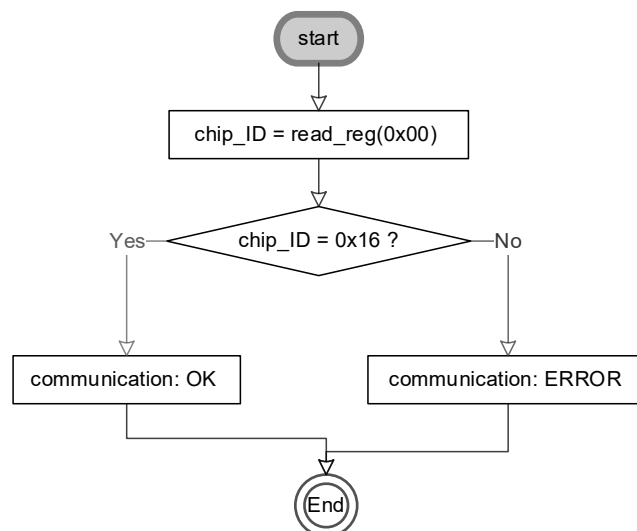 start
chip_ID = read_reg(0x00)
chip_ID = 0x16 ?
Yes
No
communication: OK
communication: ERROR
End